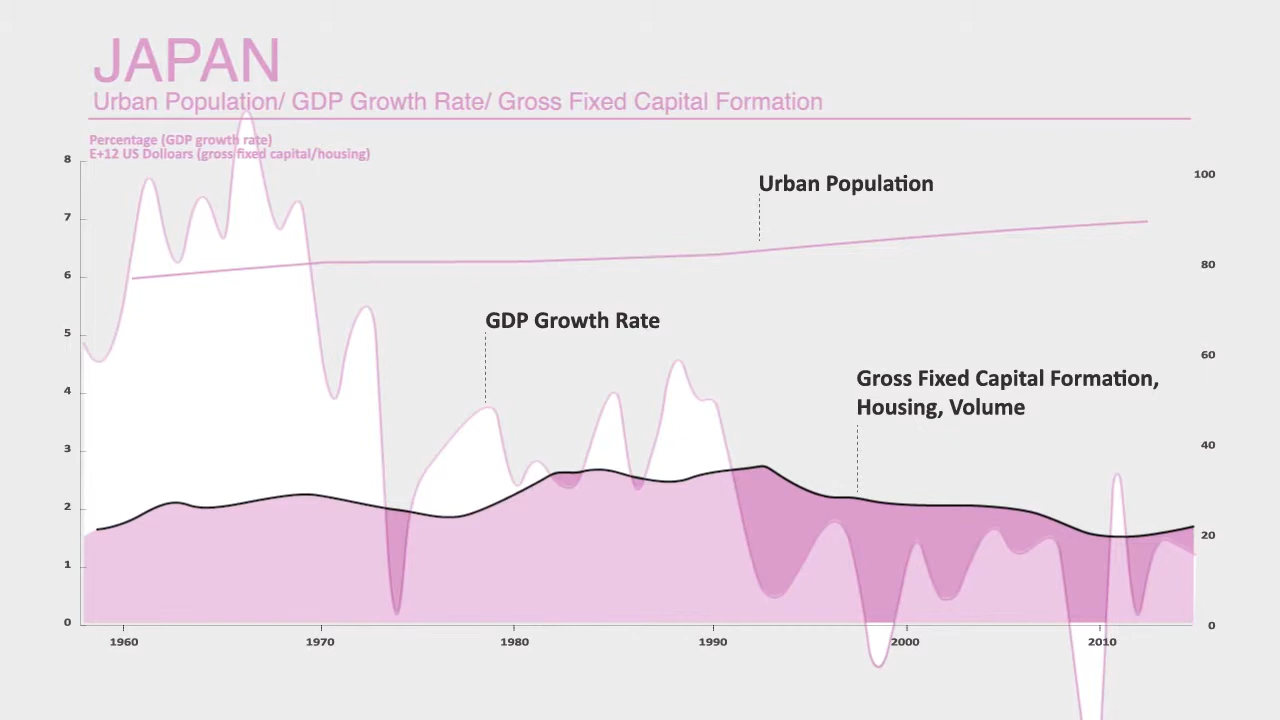 JAPAN
Urban Population/ GDP Growth Rate/ Gross Fixed Capital Formation
Percentage (GDP growth rate)
E+12 US Dolloars (gross fixed capital/housing)
8
7
6
5
4
3
2
1
0
100
80
60
40
20
0
Urban Population
GDP Growth Rate
Gross Fixed Capital Formation,
Housing, Volume
1960 1970 1980 1990 2000 2010